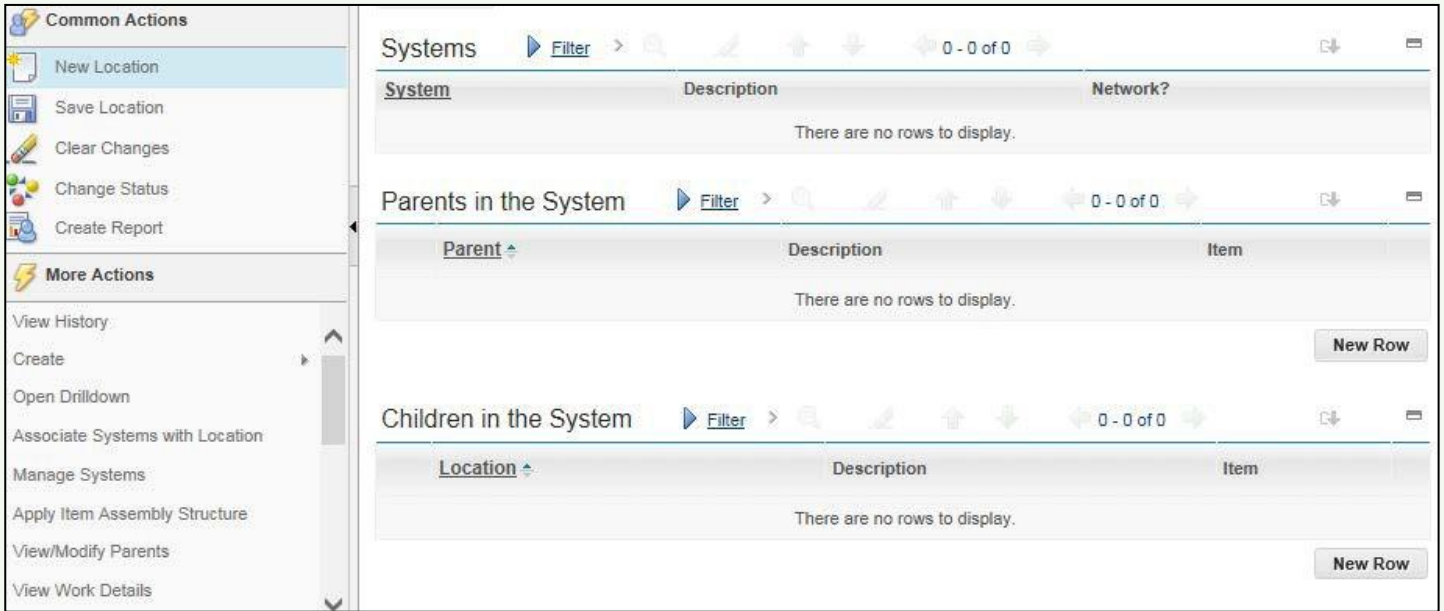 Common Actions
New Location
Save Location
Clear Changes
Change Status
Create Report
More Actions
View History
Create
Open Drilldown
Associate Systems with Location
Manage Systems
Apply Item Assembly Structure
View/Modify Parents
View Work Details
Systems Filter 0 - 0 of 0
System Description Network?
There are no rows to display.
Parents in the System Filter 0 - 0 of 0
Parent Description Item
There are no rows to display.
New Row
Children in the System Filter 0 - 0 of 0
Location Description Item
There are no rows to display.
New Row